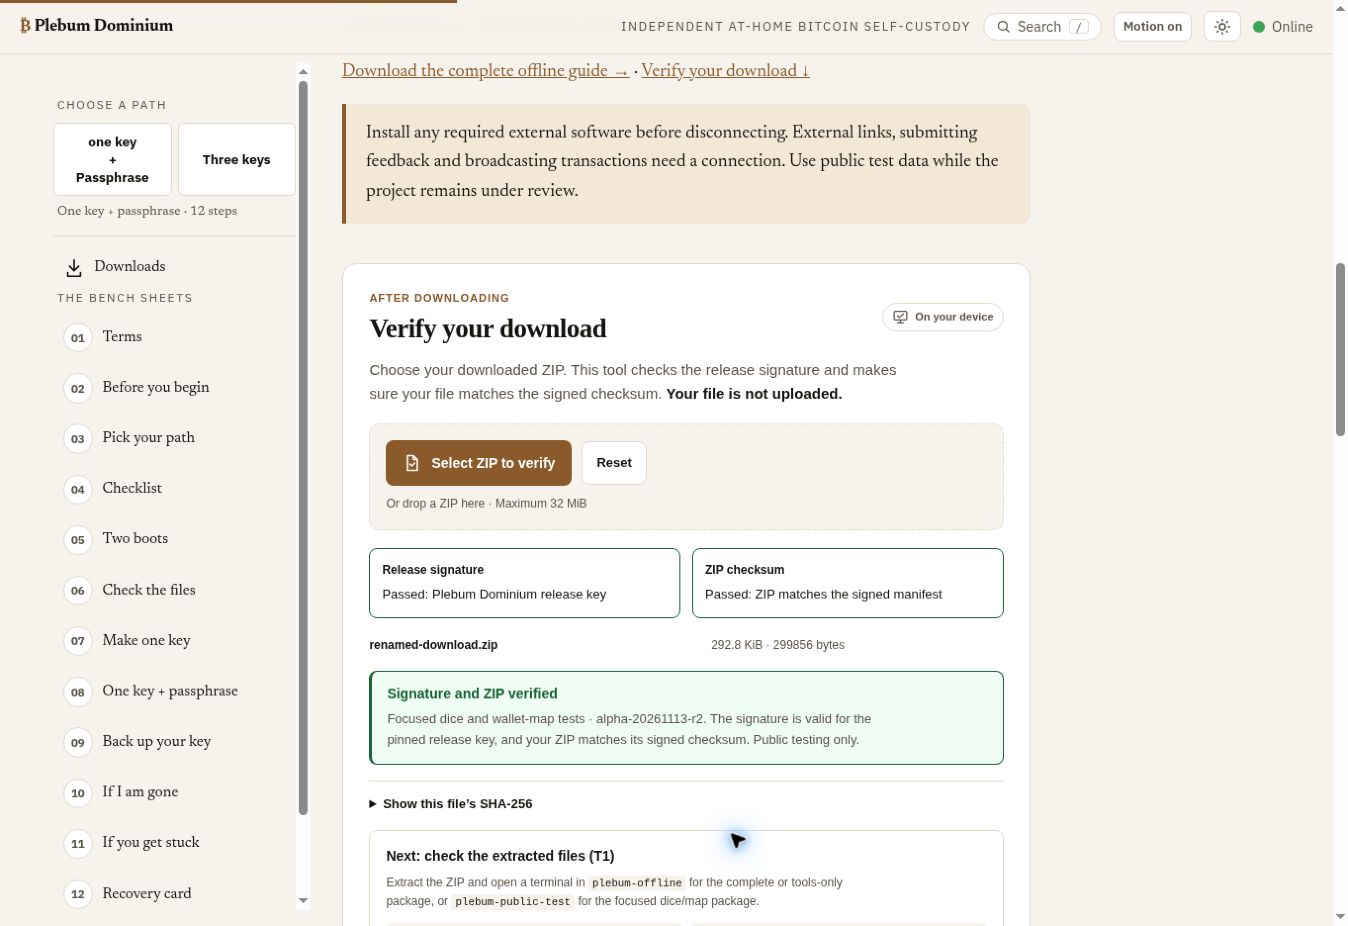 Plebum Dominium
INDEPENDENT AT-HOME BITCOIN SELF-CUSTODY
Search
/
Motion on
Online
CHOOSE A PATH
one key
+
Passphrase
Three keys
One key + passphrase · 12 steps
Downloads
THE BENCH SHEETS
01 Terms
02 Before you begin
03 Pick your path
04 Checklist
05 Two boots
06 Check the files
07 Make one key
08 One key + passphrase
09 Back up your key
10 If I am gone
11 If you get stuck
12 Recovery card
Download the complete offline guide → · Verify your download ↓
Install any required external software before disconnecting. External links, submitting
feedback and broadcasting transactions need a connection. Use public test data while the
project remains under review.
AFTER DOWNLOADING
Verify your download
On your device
Choose your downloaded ZIP. This tool checks the release signature and makes
sure your file matches the signed checksum. Your file is not uploaded.
Select ZIP to verify
Reset
Or drop a ZIP here · Maximum 32 MiB
Release signature
Passed: Plebum Dominium release key
ZIP checksum
Passed: ZIP matches the signed manifest
renamed-download.zip
292.8 KiB · 299856 bytes
Signature and ZIP verified
Focused dice and wallet-map tests · alpha-20261113-r2. The signature is valid for the
pinned release key, and your ZIP matches its signed checksum. Public testing only.
Show this file’s SHA-256
Next: check the extracted files (T1)
Extract the ZIP and open a terminal in plebum-offline for the complete or tools-only
package, or plebum-public-test for the focused dice/map package.